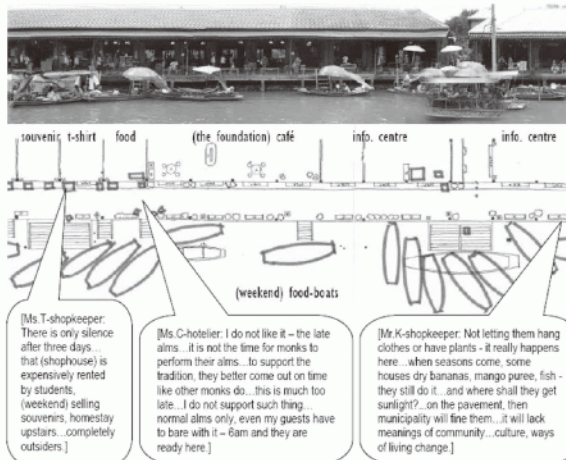 souvenir t-shirt food (the foundation) café info. centre info. centre
(weekend) food-boats
[Ms.T-shopkeeper:
There is only silence
after three days…
that (shophouse) is
expensively rented
by students,
(weekend) selling
souvenirs, homestay
upstairs…completely
outsiders.]
[Ms.C-hotelier: I do not like it – the late
alms…it is not the time for monks to
perform their alms…to support the
tradition, they better come out on time
like other monks do…this is much too
late…I do not support such thing…
normal alms only, even my guests have
to bare with it – 6am and they are
ready here.]
[Mr.K-shopkeeper: Not letting them hang
clothes or have plants - it really happens
here…when seasons come, some
houses dry bananas, mango puree, fish -
they still do it…and where shall they get
sunlight?…on the pavement, then
municipality will fine them…it will lack
meanings of community…culture, ways
of living change.]